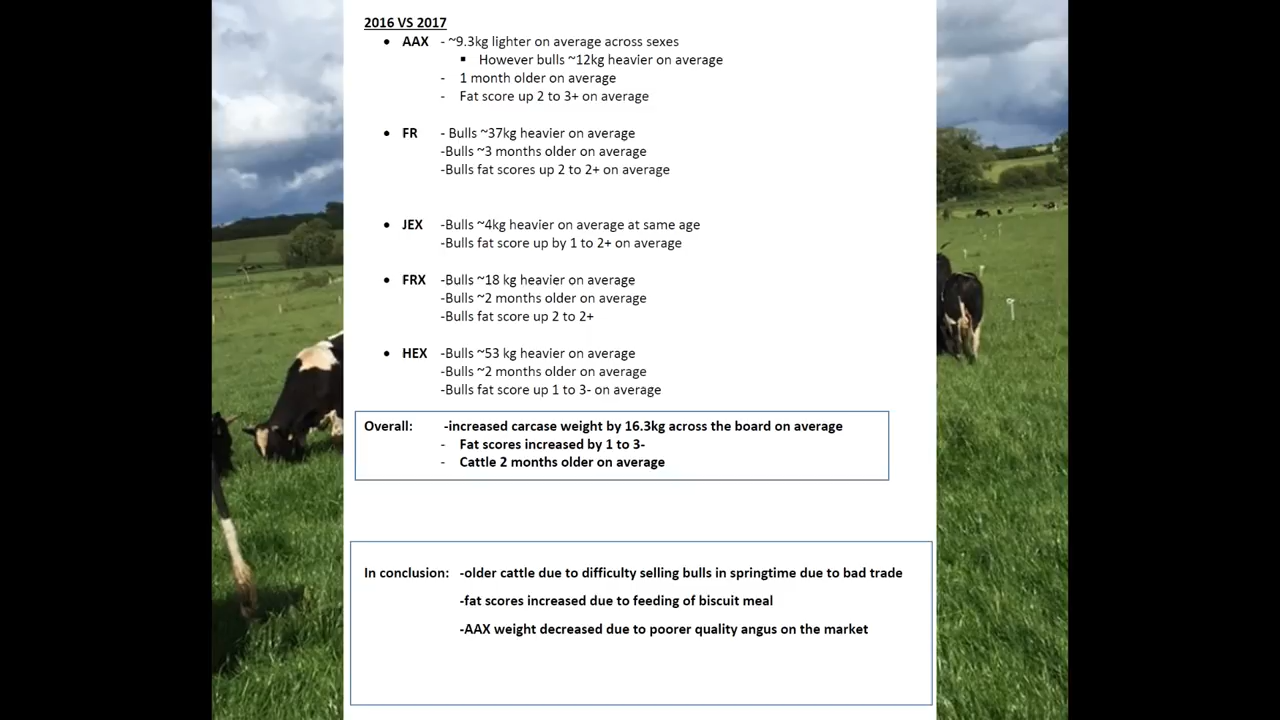 2016 VS 2017
• AAX - ~9.3kg lighter on average across sexes
▪ However bulls ~12kg heavier on average
- 1 month older on average
- Fat score up 2 to 3+ on average
• FR - Bulls ~37kg heavier on average
-Bulls ~3 months older on average
-Bulls fat scores up 2 to 2+ on average
• JEX -Bulls ~4kg heavier on average at same age
-Bulls fat score up by 1 to 2+ on average
• FRX -Bulls ~18 kg heavier on average
-Bulls ~2 months older on average
-Bulls fat score up 2 to 2+
• HEX -Bulls ~53 kg heavier on average
-Bulls ~2 months older on average
-Bulls fat score up 1 to 3- on average
Overall: -increased carcase weight by 16.3kg across the board on average
- Fat scores increased by 1 to 3-
- Cattle 2 months older on average
In conclusion: -older cattle due to difficulty selling bulls in springtime due to bad trade
-fat scores increased due to feeding of biscuit meal
-AAX weight decreased due to poorer quality angus on the market